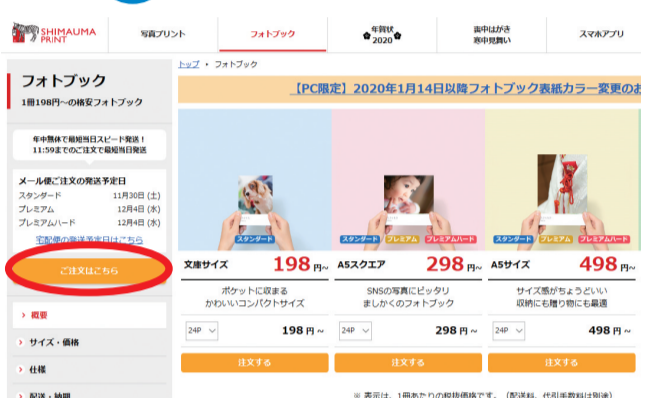 SHIMAUMA
PRINT
写真プリント
フォトブック
年賀状
2020
喪中はがき
寒中見舞い
スマホアプリ
フォトブック
1冊198円〜の格安フォトブック
年中無休で最短当日スピード発送！
11:59までのご注文で最短当日発送
メール便ご注文の発送予定日
スタンダード 11月30日 (土)
プレミアム 12月4日 (水)
プレミアムハード 12月4日 (水)
宅配便の発送予定日はこちら
ご注文はこちら
概要
サイズ・価格
仕様
配送・納期
トップ ・ フォトブック
【PC限定】2020年1月14日以降フォトブック表紙カラー変更のお
スタンダード
スタンダード プレミアム プレミアムハード
スタンダード プレミアム プレミアムハード
文庫サイズ 198 円〜
A5スクエア 298 円〜
A5サイズ 498 円〜
ポケットに収まる
かわいいコンパクトサイズ
SNSの写真にピッタリ
ましかくのフォトブック
サイズ感がちょうどいい
収納にも贈り物にも最適
24P 198 円 〜
24P 298 円 〜
24P 498 円 〜
注文する
注文する
注文する
※ 表示は、1冊あたりの税抜価格です。（配送料、代引手数料は別途）